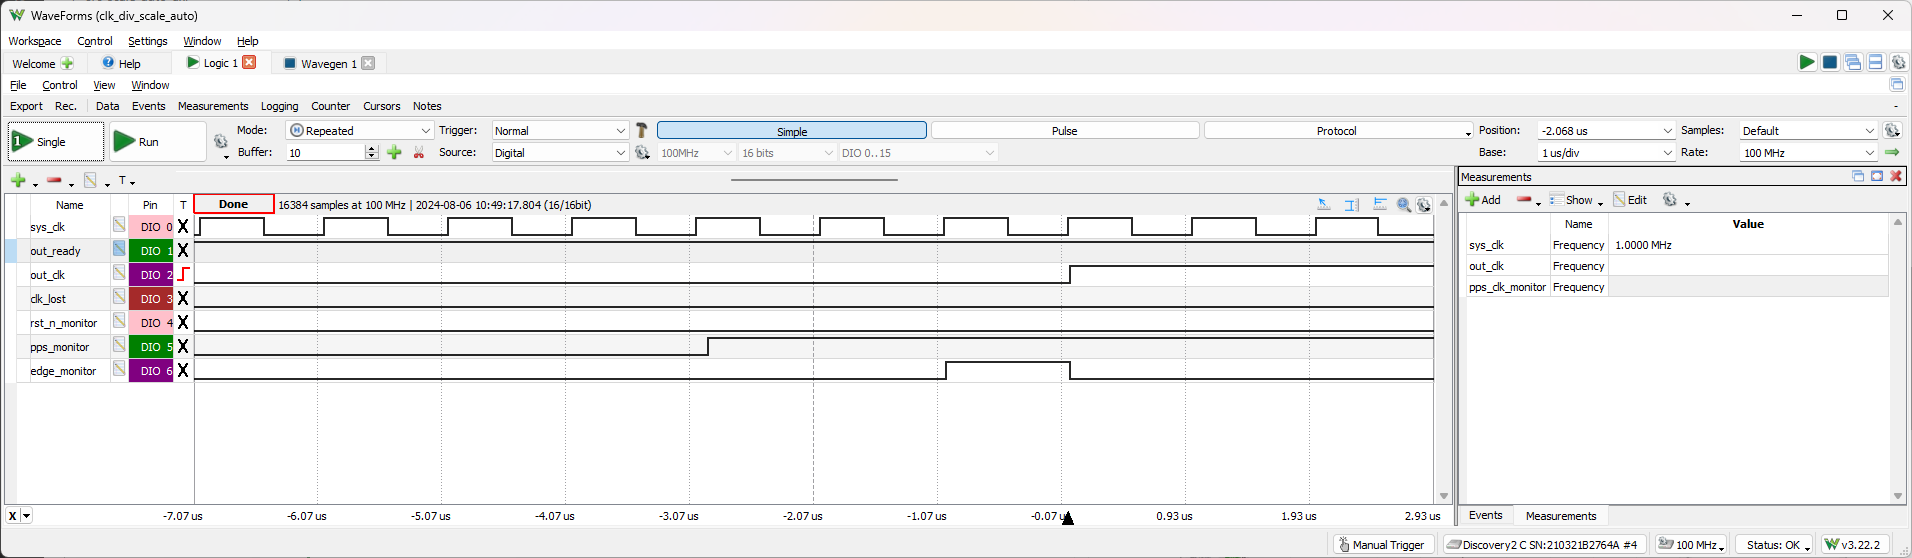 WaveForms (clk_div_scale_auto)
Workspace Control Settings Window Help
Welcome Help Logic 1 Wavegen 1
File Control View Window
Export Rec. Data Events Measurements Logging Counter Cursors Notes
1 Single Run Mode: Repeated Trigger: Normal Simple Pulse Protocol Position: -2.068 us Samples: Default
Buffer: 10 Source: Digital 100MHz 16 bits DIO 0..15 Base: 1 us/div Rate: 100 MHz
T
Measurements
Name Pin T Done 16384 samples at 100 MHz | 2024-08-06 10:49:17.804 (16/16bit)
Add Show Edit
Name Value
sys_clk DIO 0 X
out_ready DIO 1 X
out_clk DIO 2
clk_lost DIO 3 X
rst_n_monitor DIO 4 X
pps_monitor DIO 5 X
edge_monitor DIO 6 X
sys_clk Frequency 1.0000 MHz
out_clk Frequency
pps_clk_monitor Frequency
X -7.07 us -6.07 us -5.07 us -4.07 us -3.07 us -2.07 us -1.07 us -0.07 us 0.93 us 1.93 us 2.93 us
Events Measurements
Manual Trigger Discovery2 C SN:210321B2764A #4 100 MHz Status: OK v3.22.2